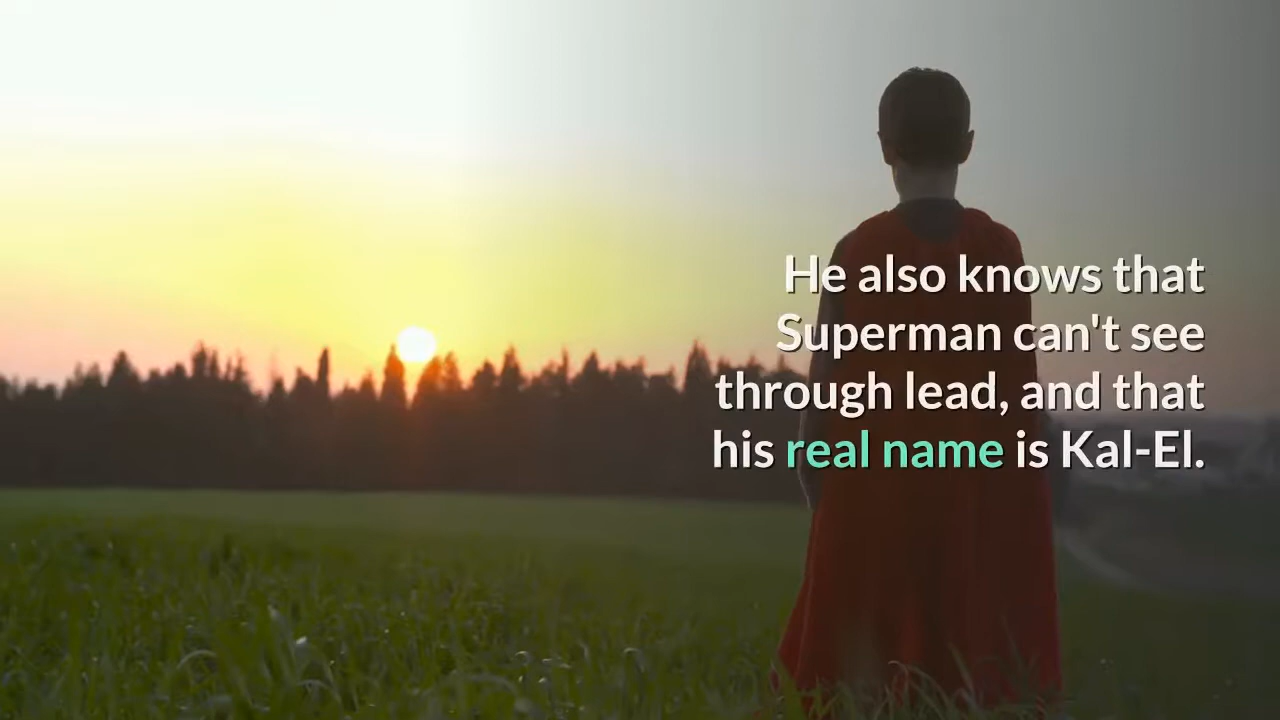 He also knows that
Superman can't see
through lead, and that
his real name is Kal-El.